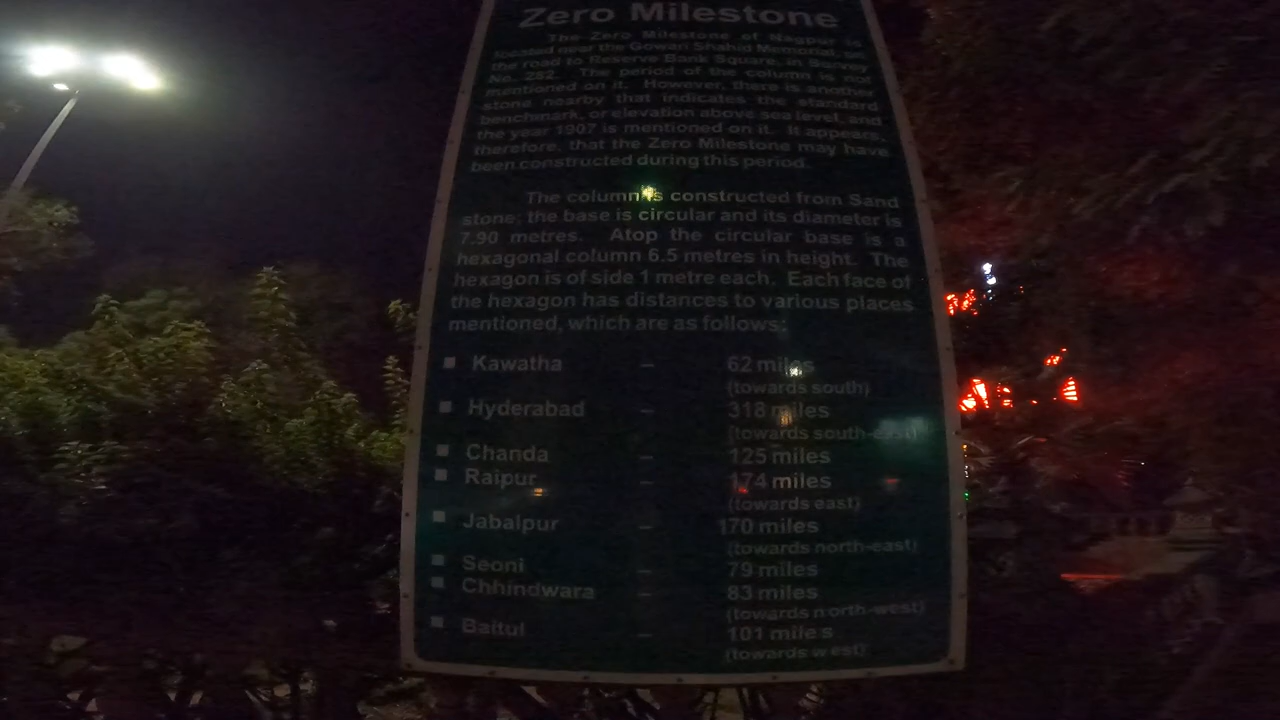 Zero Milestone
The Zero Milestone of Nagpur is
located near the Gowari Shahid Memorial, on
the road to Reserve Bank Square, in Survey
No. 282. The period of the column is not
mentioned on it. However, there is another
stone nearby that indicates the standard
benchmark, or elevation above sea level, and
the year 1907 is mentioned on it. It appears,
therefore, that the Zero Milestone may have
been constructed during this period.
The column is constructed from Sand
stone; the base is circular and its diameter is
7.90 metres. Atop the circular base is a
hexagonal column 6.5 metres in height. The
hexagon is of side 1 metre each. Each face of
the hexagon has distances to various places
mentioned, which are as follows:
Kawatha – 62 miles
(towards south)
Hyderabad – 318 miles
(towards south-east)
Chanda – 125 miles
Raipur – 174 miles
(towards east)
Jabalpur – 170 miles
(towards north-east)
Seoni – 79 miles
Chhindwara – 83 miles
(towards north-west)
Baitul – 101 miles
(towards west)